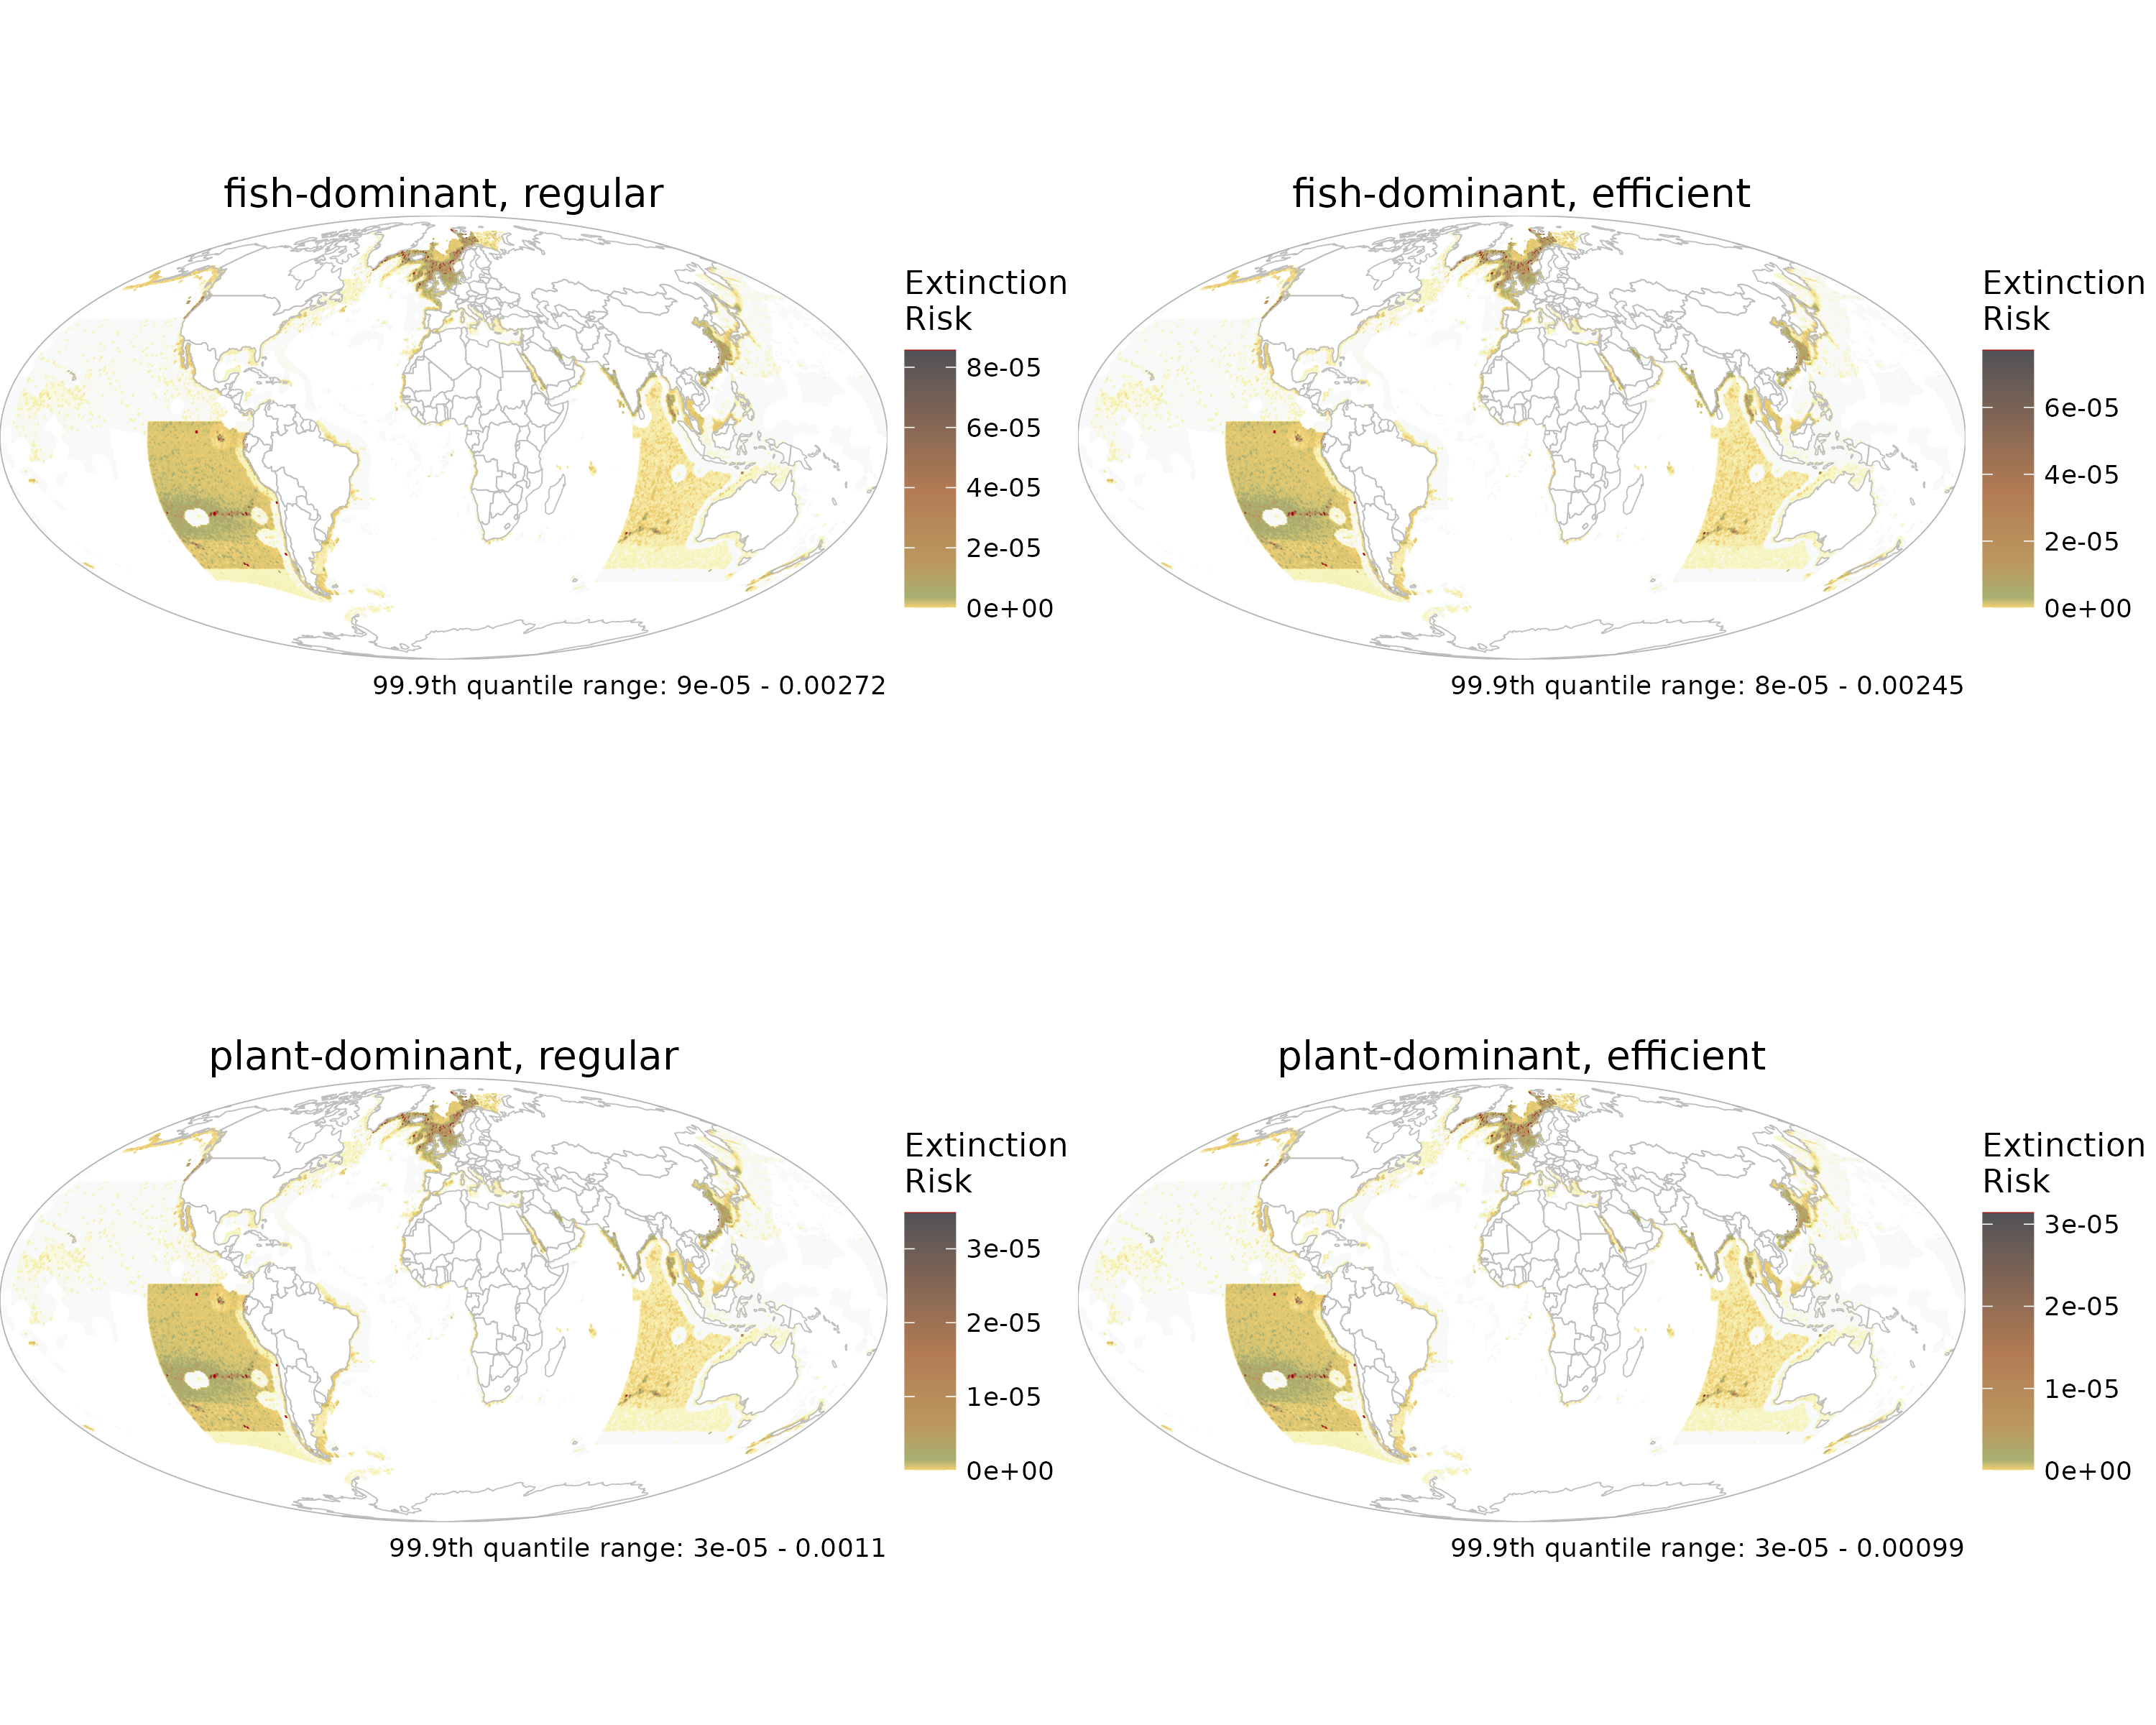 fish-dominant, regular
Extinction
Risk
8e-05
6e-05
4e-05
2e-05
0e+00
99.9th quantile range: 9e-05 - 0.00272
fish-dominant, efficient
Extinction
Risk
6e-05
4e-05
2e-05
0e+00
99.9th quantile range: 8e-05 - 0.00245
plant-dominant, regular
Extinction
Risk
3e-05
2e-05
1e-05
0e+00
99.9th quantile range: 3e-05 - 0.0011
plant-dominant, efficient
Extinction
Risk
3e-05
2e-05
1e-05
0e+00
99.9th quantile range: 3e-05 - 0.00099